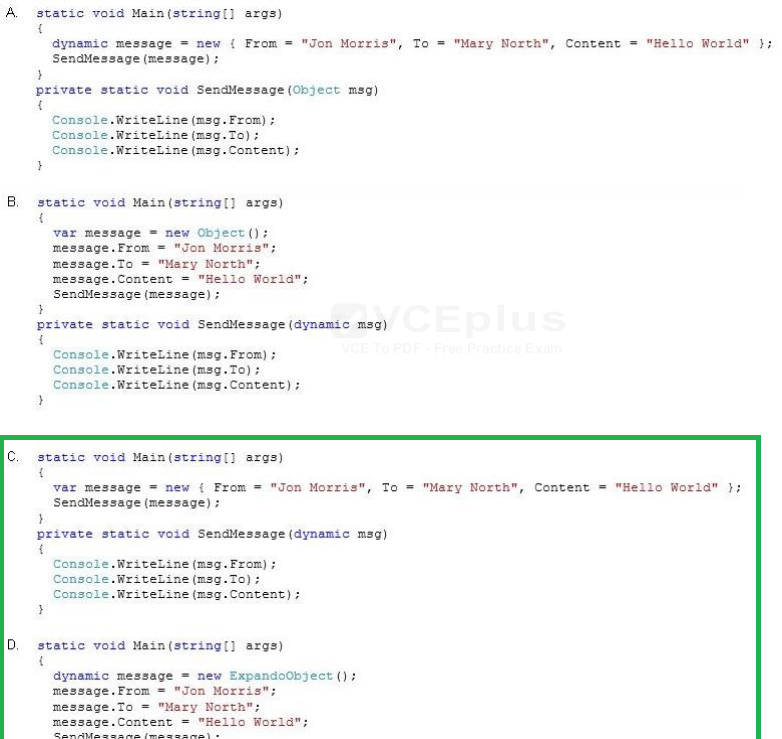 A. static void Main(string[] args)
{
dynamic message = new { From = "Jon Morris", To = "Mary North", Content = "Hello World" };
SendMessage(message);
}
private static void SendMessage(Object msg)
{
Console.WriteLine(msg.From);
Console.WriteLine(msg.To);
Console.WriteLine(msg.Content);
}
B. static void Main(string[] args)
{
var message = new Object();
message.From = "Jon Morris";
message.To = "Mary North";
message.Content = "Hello World";
SendMessage(message);
}
VCEplus
private static void SendMessage(dynamic msg)
{
VCE To PDF - Free Practice Exam
Console.WriteLine(msg.From);
Console.WriteLine(msg.To);
Console.WriteLine(msg.Content);
}
C. static void Main(string[] args)
{
var message = new { From = "Jon Morris", To = "Mary North", Content = "Hello World" };
SendMessage(message);
}
private static void SendMessage(dynamic msg)
{
Console.WriteLine(msg.From);
Console.WriteLine(msg.To);
Console.WriteLine(msg.Content);
}
D. static void Main(string[] args)
{
dynamic message = new ExpandoObject();
message.From = "Jon Morris";
message.To = "Mary North";
message.Content = "Hello World";
SendMessage(message);